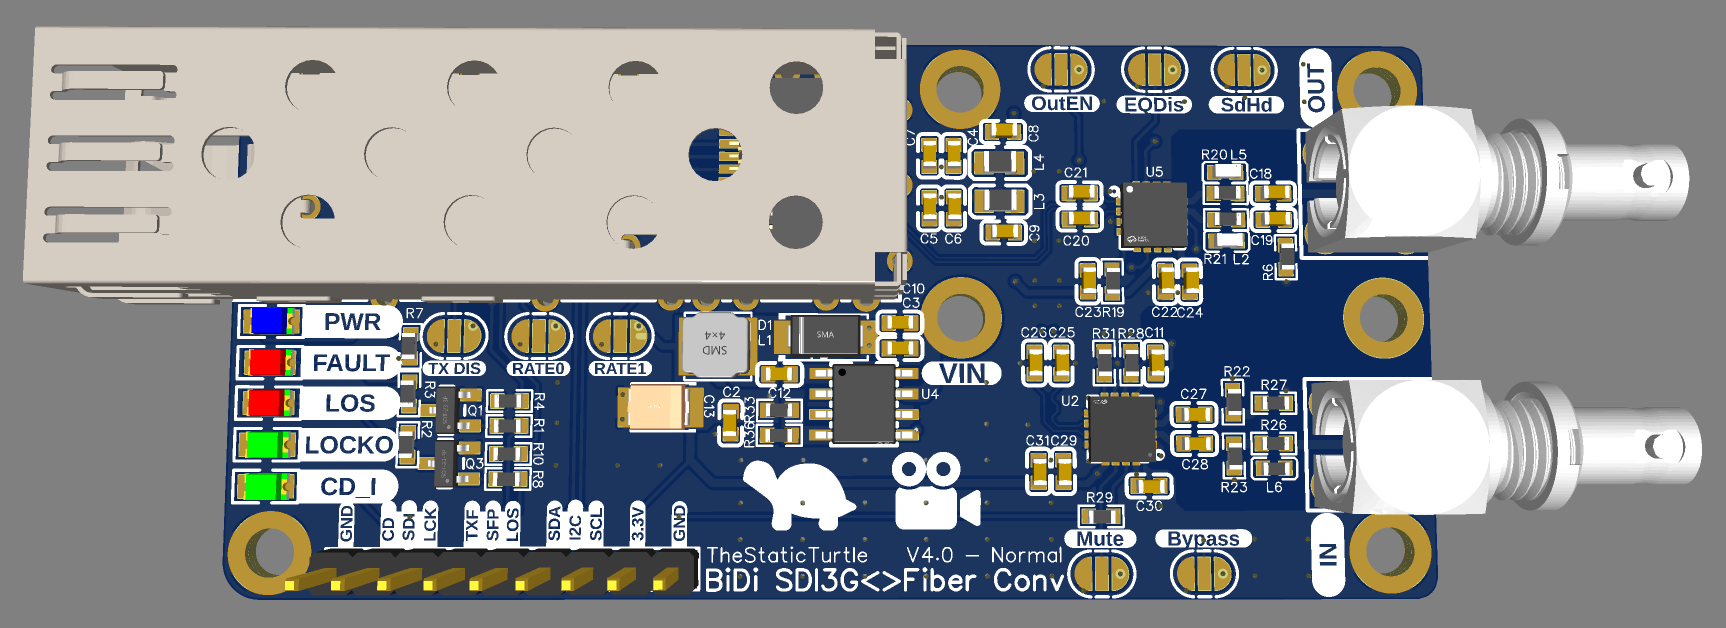 OutEN
EQDis
SdHd
OUT
C7
C4
C8
L4
L3
C5
C6
C9
C21
C20
U5
R20 L5
C18
C19
R21 L2
R6
C23 R19
C22 C24
C10
C3
PWR
FAULT
LOS
LOCKO
CD_I
R7
R3
R2
TX DIS
RATE0
RATE1
SMD
4x4
D1
L1
SMA
Q1
Q3
R4
R1
R10
R8
C13
C2
R33
R36
C12
U4
VIN
C26 C25
R31 R28 C11
U2
C31 C29
C27
C28
C30
R22
R23
R27
R26
L6
R29
Mute
Bypass
IN
GND
CD
SDI
LCK
TXF
SFP
LOS
SDA
I2C
SCL
3.3V
GND
TheStaticTurtle V4.0 - Normal
BiDi SDI3G<>Fiber Conv